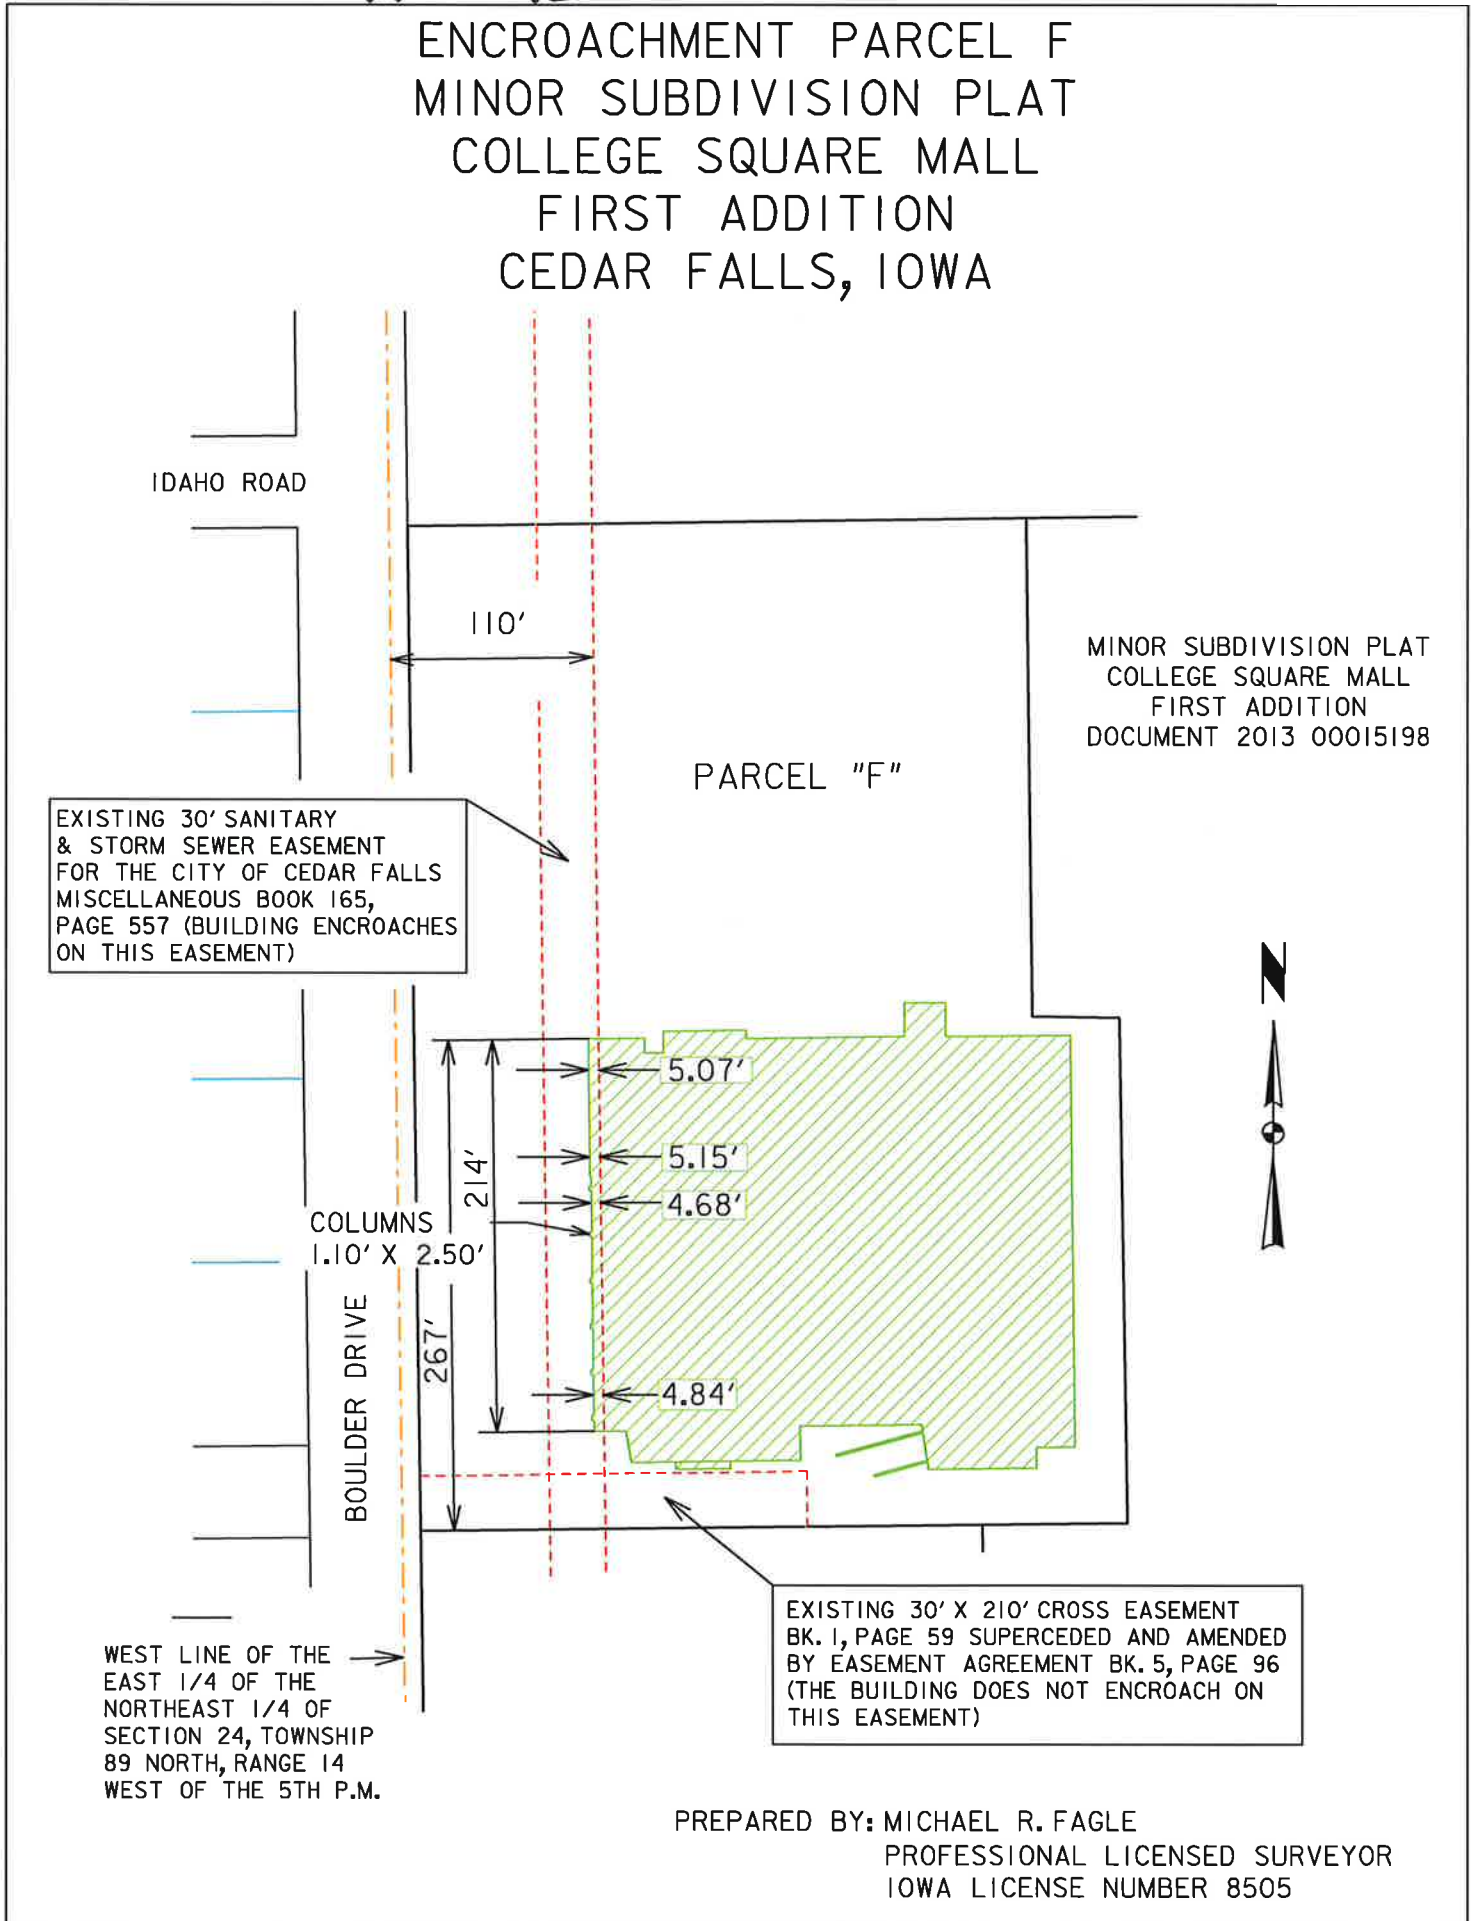 ENCROACHMENT PARCEL F
MINOR SUBDIVISION PLAT
COLLEGE SQUARE MALL
FIRST ADDITION
CEDAR FALLS, IOWA
IDAHO ROAD
110'
MINOR SUBDIVISION PLAT
COLLEGE SQUARE MALL
FIRST ADDITION
DOCUMENT 2013 00015198
PARCEL "F"
EXISTING 30' SANITARY
& STORM SEWER EASEMENT
FOR THE CITY OF CEDAR FALLS
MISCELLANEOUS BOOK 165,
PAGE 557 (BUILDING ENCROACHES
ON THIS EASEMENT)
N
5.07'
5.15'
4.68'
214'
COLUMNS
1.10' X 2.50'
267'
BOULDER DRIVE
4.84'
EXISTING 30' X 210' CROSS EASEMENT
BK. 1, PAGE 59 SUPERCEDED AND AMENDED
BY EASEMENT AGREEMENT BK. 5, PAGE 96
(THE BUILDING DOES NOT ENCROACH ON
THIS EASEMENT)
WEST LINE OF THE
EAST 1/4 OF THE
NORTHEAST 1/4 OF
SECTION 24, TOWNSHIP
89 NORTH, RANGE 14
WEST OF THE 5TH P.M.
PREPARED BY: MICHAEL R. FAGLE
PROFESSIONAL LICENSED SURVEYOR
IOWA LICENSE NUMBER 8505